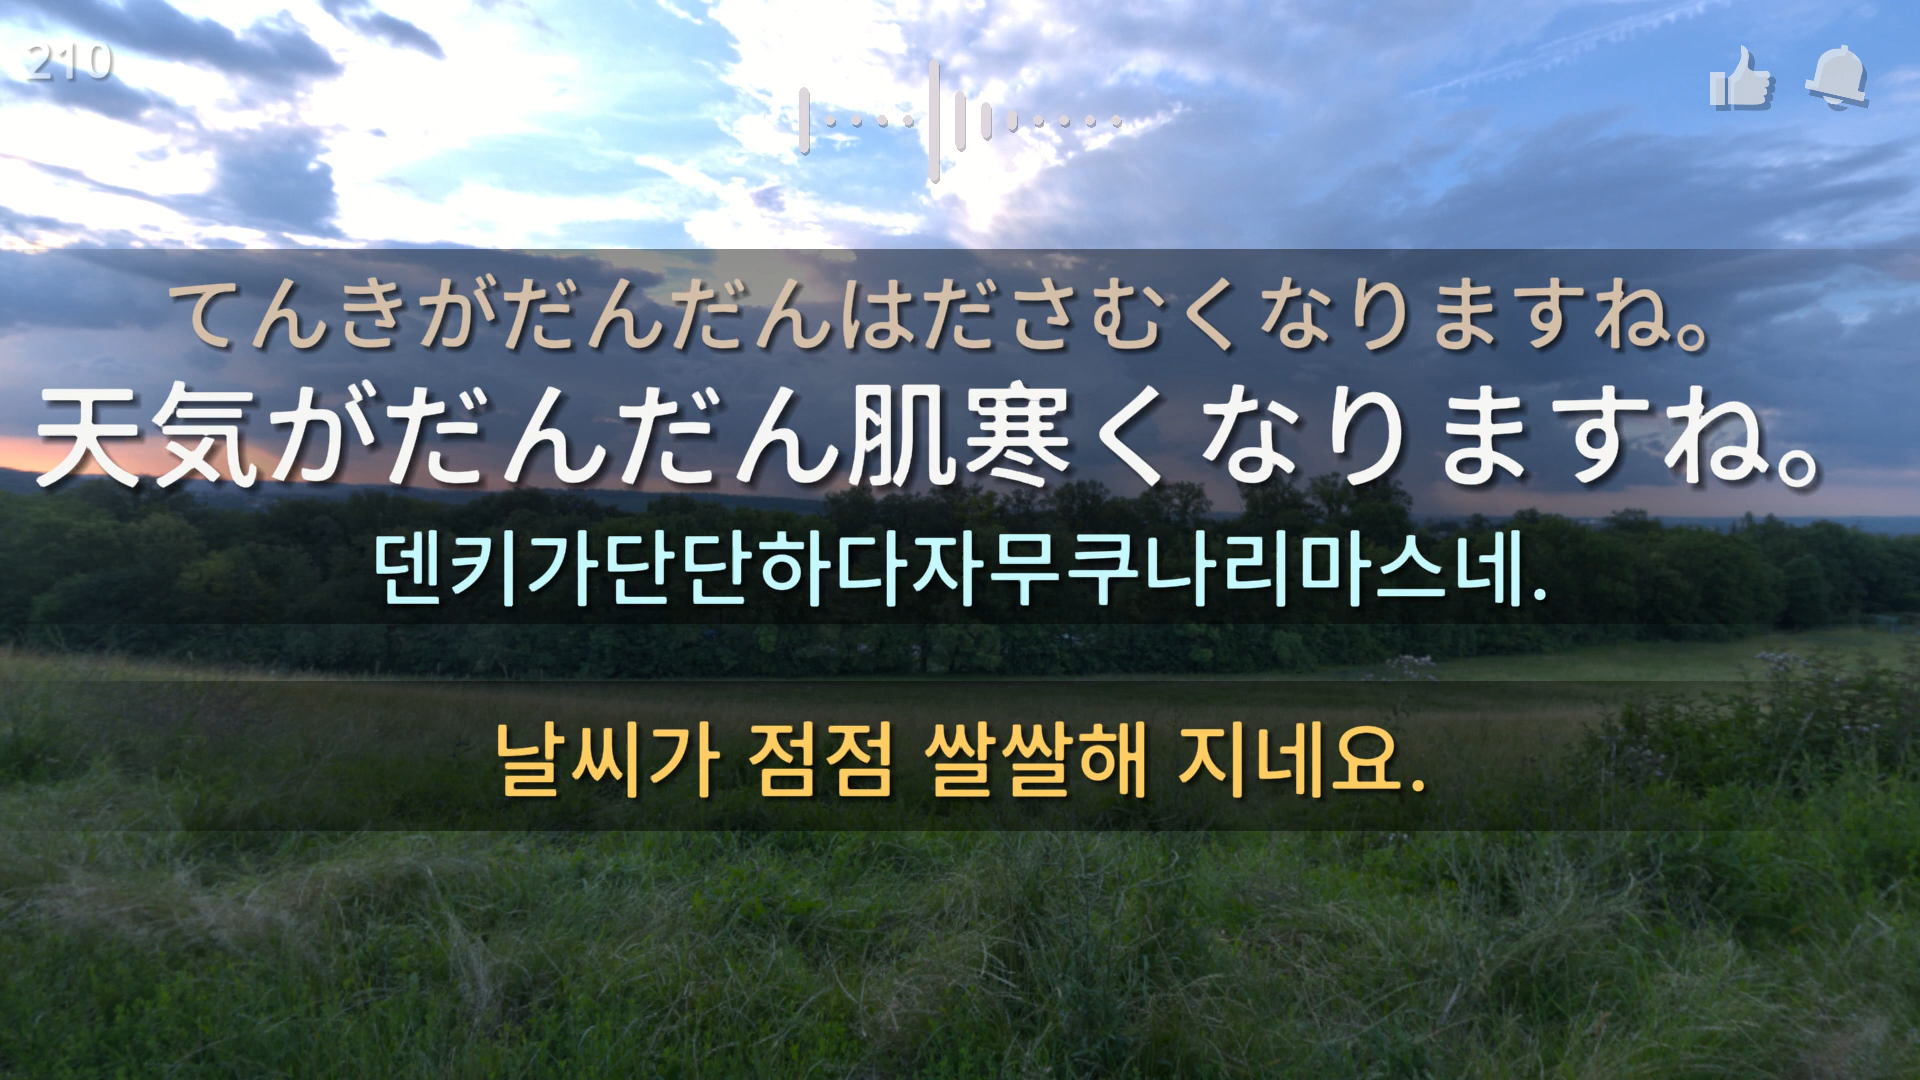 210
てんきがだんだんはださむくなりますね。
天気がだんだん肌寒くなりますね。
덴키가단단하다자무쿠나리마스네.
날씨가 점점 쌀쌀해 지네요.